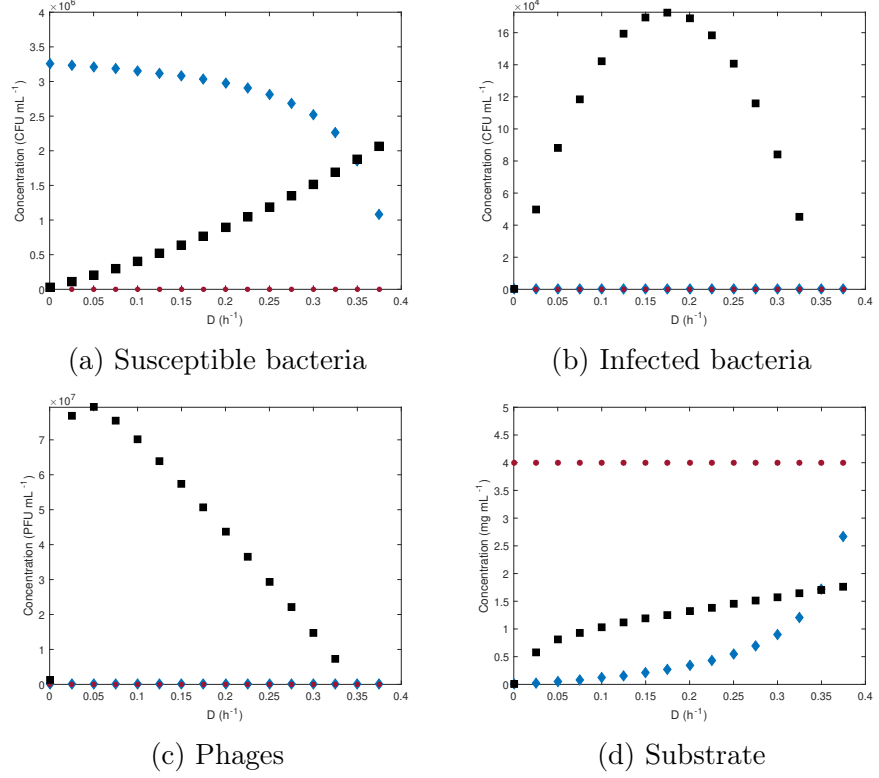 ×10⁶
4
3.5
3
2.5
2
1.5
1
0.5
0
Concentration (CFU mL ⁻¹)
0 0.05 0.1 0.15 0.2 0.25 0.3 0.35 0.4
D (h⁻¹)
(a) Susceptible bacteria
×10⁴
16
14
12
10
8
6
4
2
0
Concentration (CFU mL ⁻¹)
0 0.05 0.1 0.15 0.2 0.25 0.3 0.35 0.4
D (h⁻¹)
(b) Infected bacteria
×10⁷
7
6
5
4
3
2
1
0
Concentration (PFU mL ⁻¹)
0 0.05 0.1 0.15 0.2 0.25 0.3 0.35 0.4
D (h⁻¹)
(c) Phages
5
4.5
4
3.5
3
2.5
2
1.5
1
0.5
0
Concentration (mg mL ⁻¹)
0 0.05 0.1 0.15 0.2 0.25 0.3 0.35 0.4
D (h⁻¹)
(d) Substrate